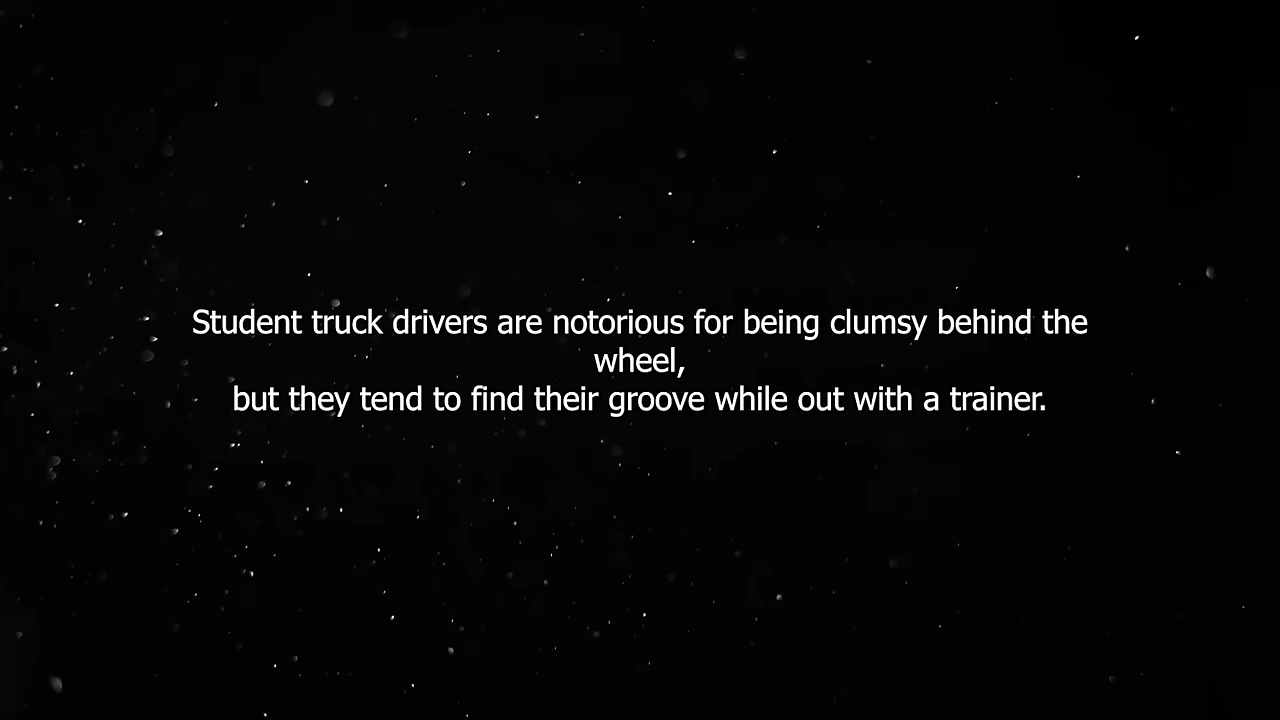 Student truck drivers are notorious for being clumsy behind the
wheel,
but they tend to find their groove while out with a trainer.